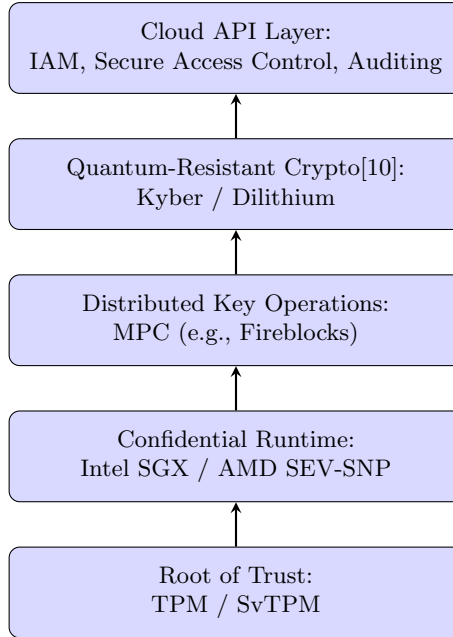 Cloud API Layer:
IAM, Secure Access Control, Auditing
Quantum-Resistant Crypto[10]:
Kyber / Dilithium
Distributed Key Operations:
MPC (e.g., Fireblocks)
Confidential Runtime:
Intel SGX / AMD SEV-SNP
Root of Trust:
TPM / SvTPM